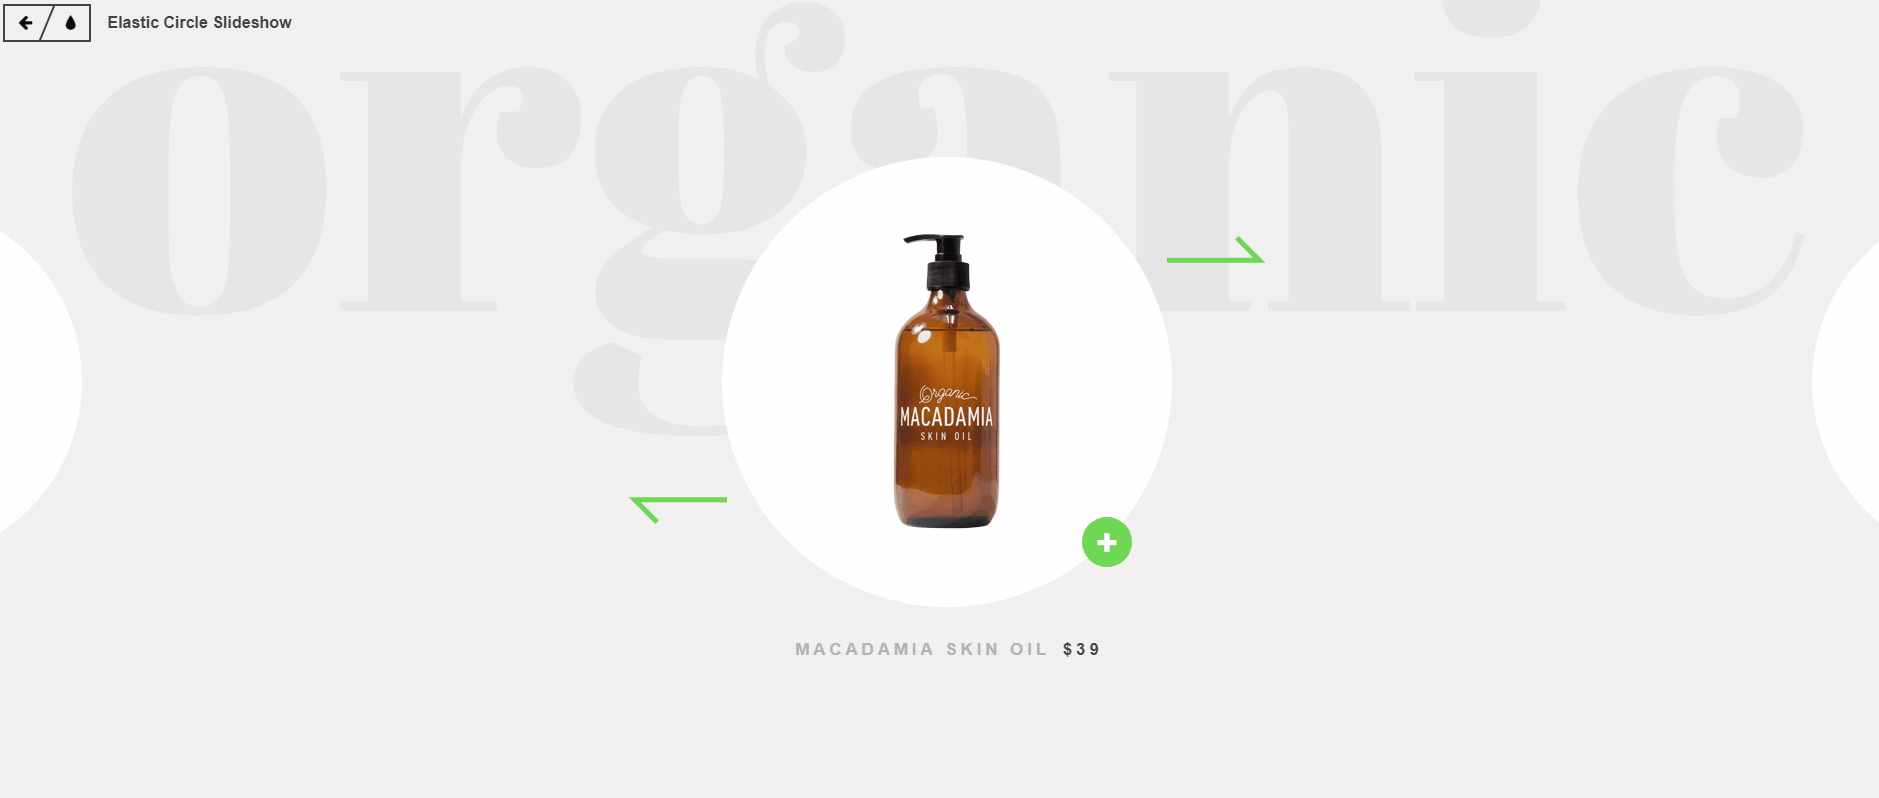 Elastic Circle Slideshow
organic
Organic
MACADAMIA
SKIN OIL
MACADAMIA SKIN OIL $39